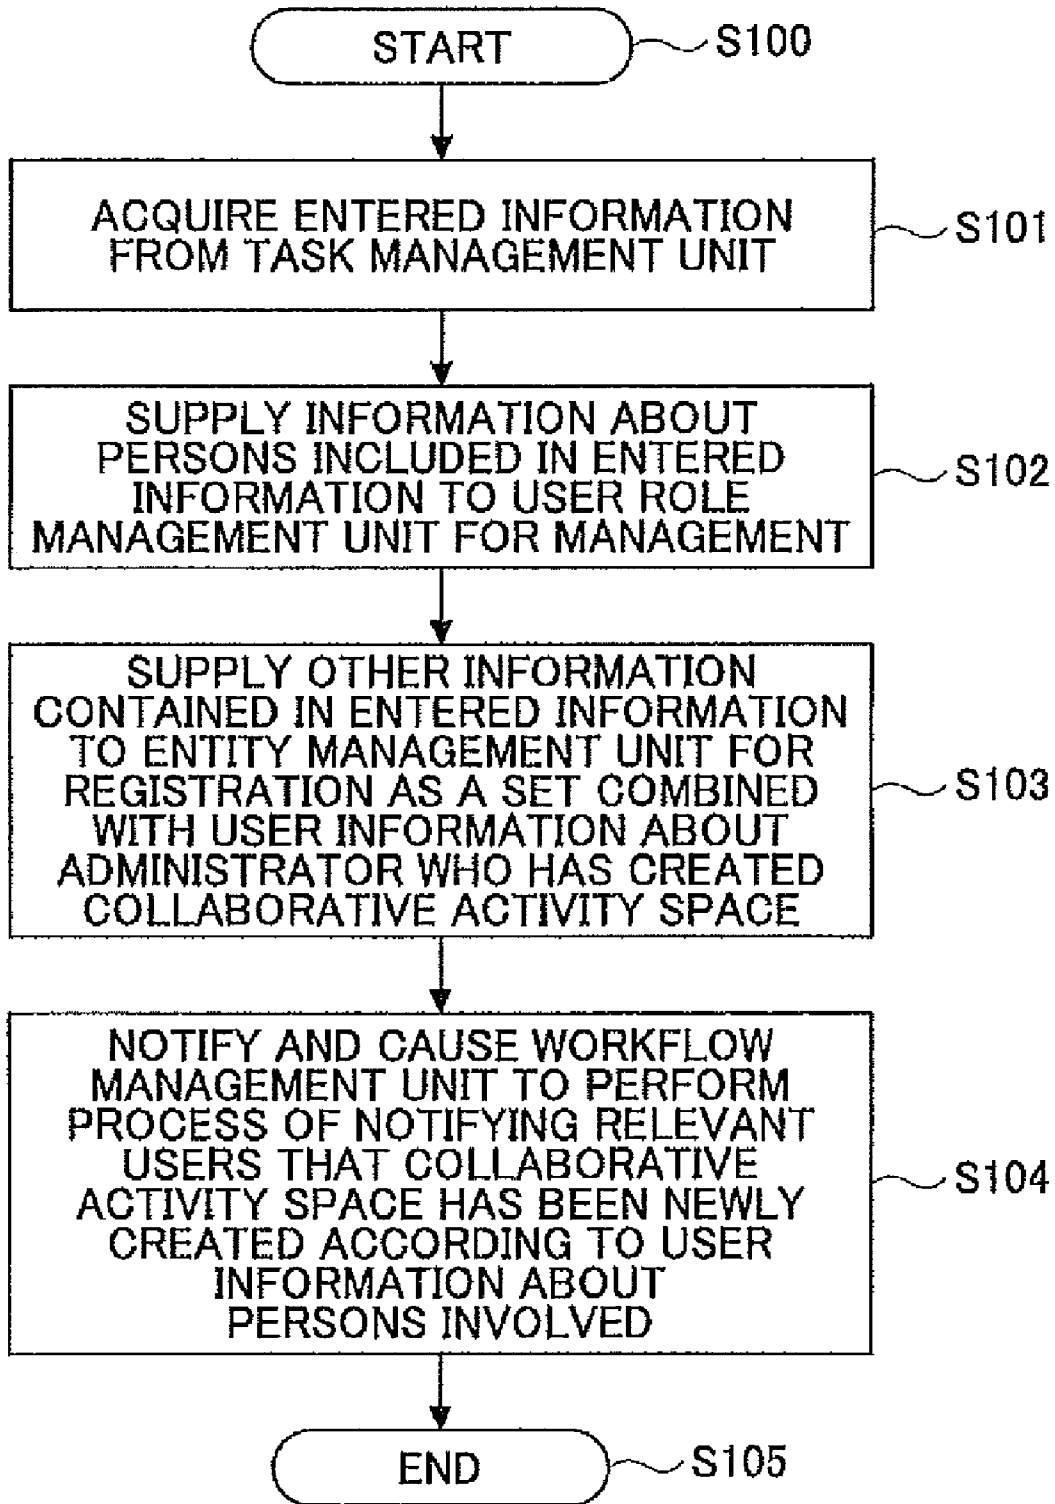 START
S100
ACQUIRE ENTERED INFORMATION
FROM TASK MANAGEMENT UNIT
S101
SUPPLY INFORMATION ABOUT
PERSONS INCLUDED IN ENTERED
INFORMATION TO USER ROLE
MANAGEMENT UNIT FOR MANAGEMENT
S102
SUPPLY OTHER INFORMATION
CONTAINED IN ENTERED INFORMATION
TO ENTITY MANAGEMENT UNIT FOR
REGISTRATION AS A SET COMBINED
WITH USER INFORMATION ABOUT
ADMINISTRATOR WHO HAS CREATED
COLLABORATIVE ACTIVITY SPACE
S103
NOTIFY AND CAUSE WORKFLOW
MANAGEMENT UNIT TO PERFORM
PROCESS OF NOTIFYING RELEVANT
USERS THAT COLLABORATIVE
ACTIVITY SPACE HAS BEEN NEWLY
CREATED ACCORDING TO USER
INFORMATION ABOUT
PERSONS INVOLVED
S104
END
S105